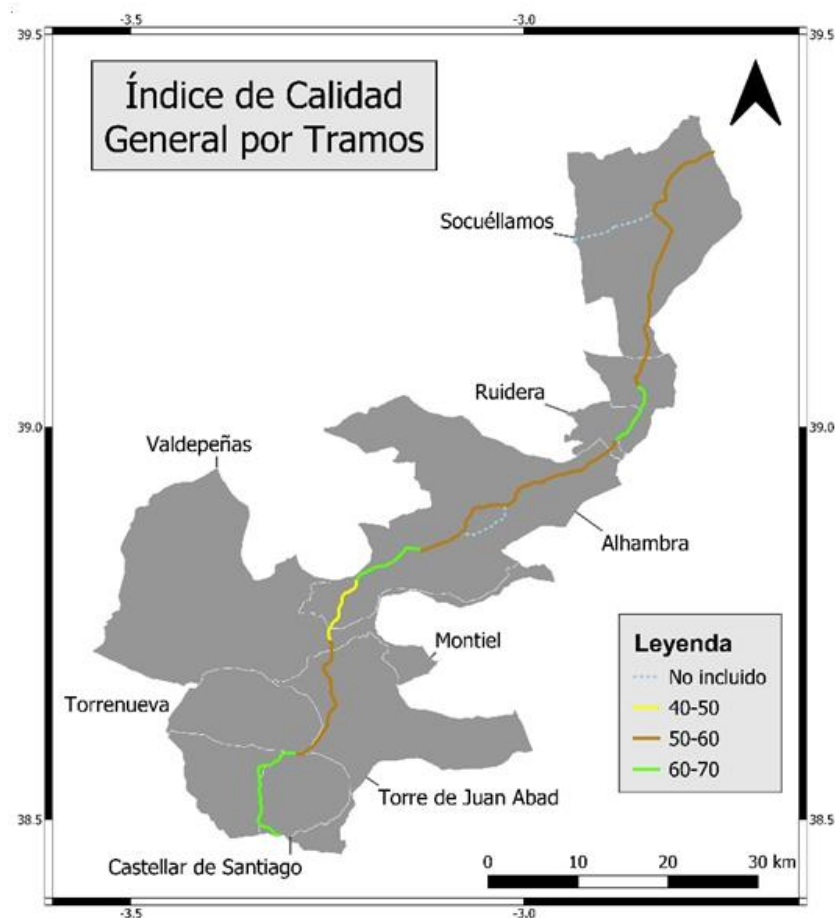 -3.5
-3.0
39.5
39.5
Índice de Calidad
General por Tramos
Socuéllamos
Ruidera
39.0
39.0
Valdepeñas
Alhambra
Montiel
Leyenda
No incluido
40-50
50-60
60-70
Torrenueva
Torre de Juan Abad
38.5
38.5
Castellar de Santiago
0
10
20
30 km
-3.5
-3.0